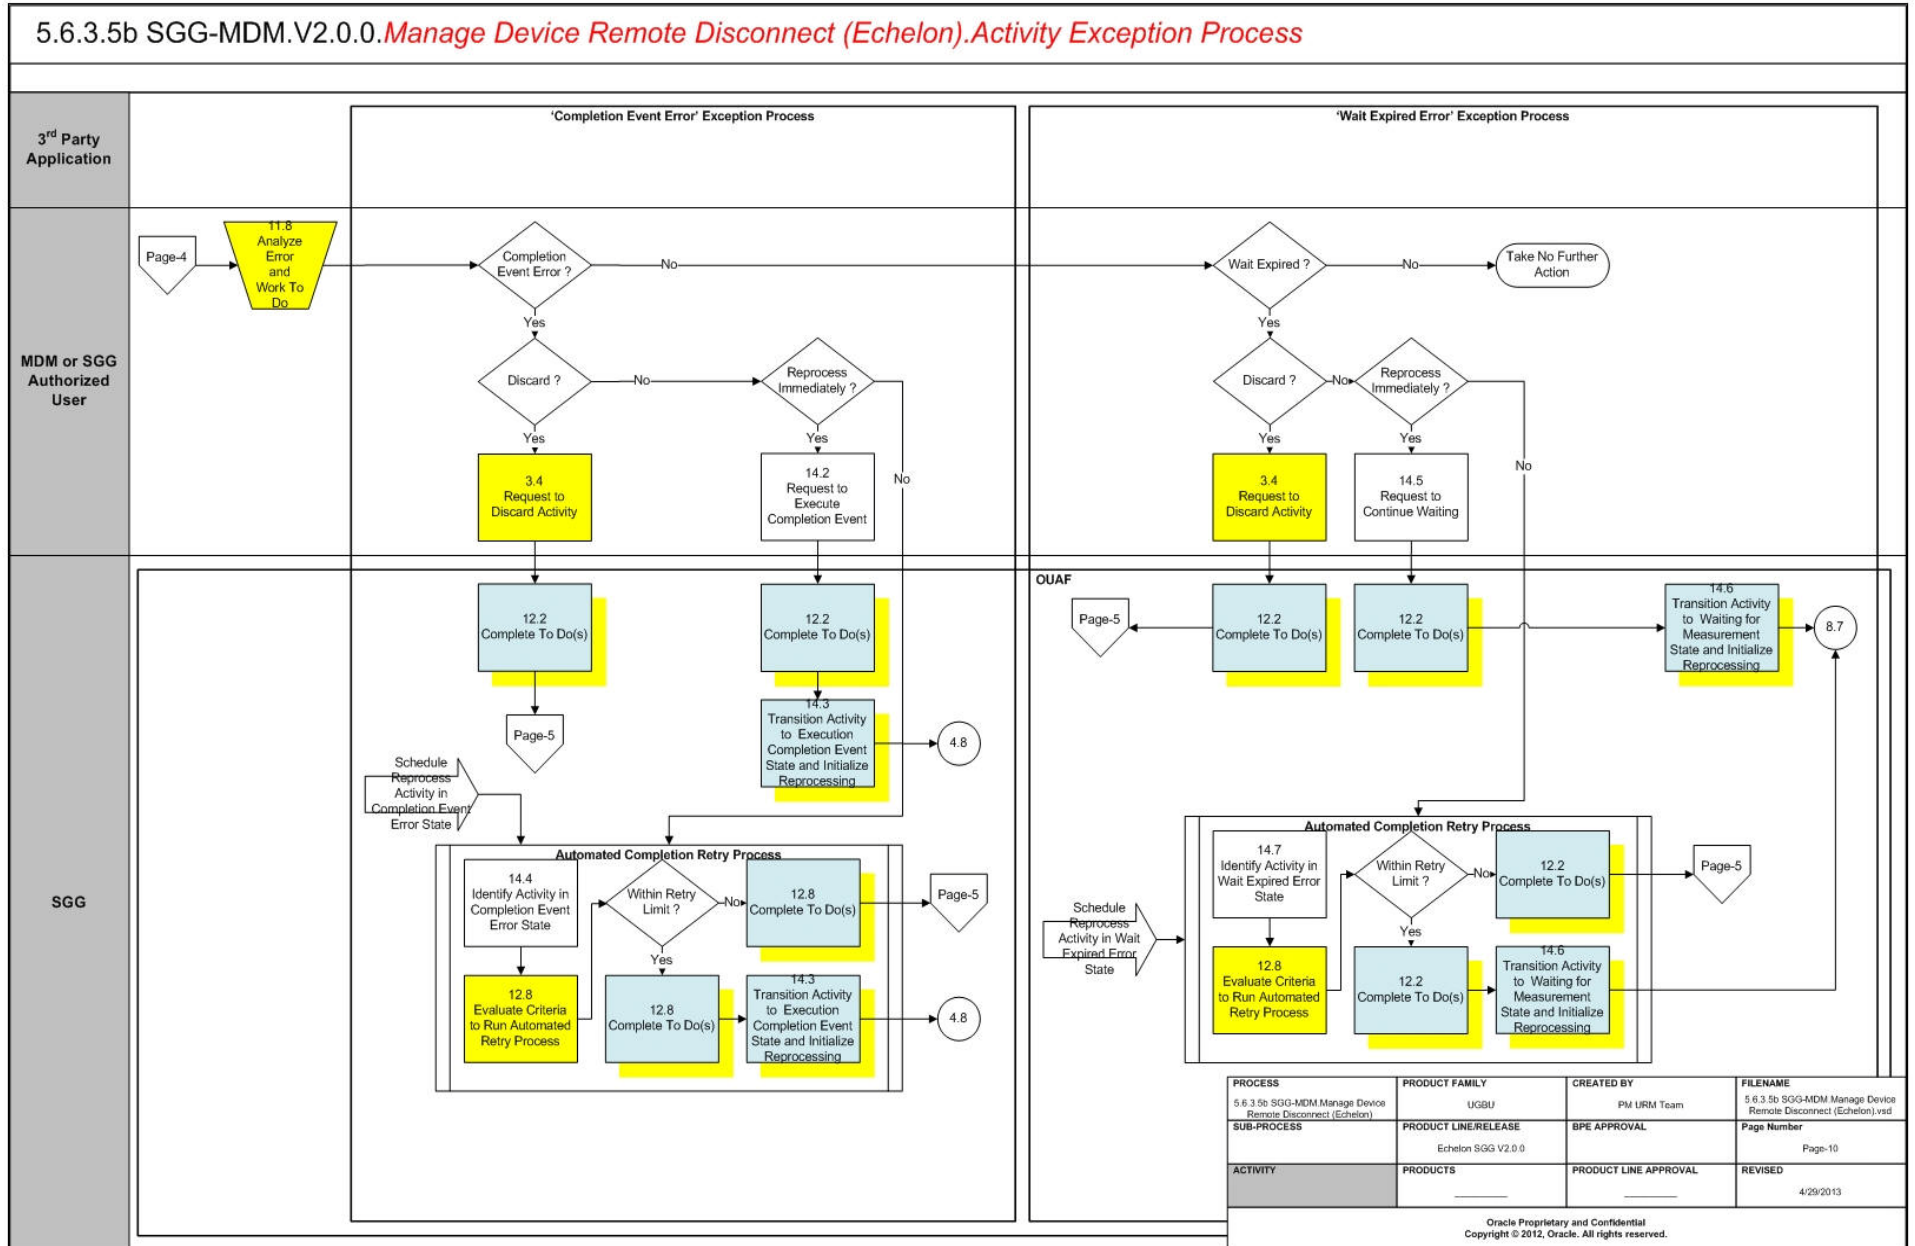 5.6.3.5b SGG-MDM.V2.0.0.Manage Device Remote Disconnect (Echelon).Activity Exception Process
3rd Party
Application
'Completion Event Error' Exception Process
'Wait Expired Error' Exception Process
MDM or SGG
Authorized
User
Page-4
11.8
Analyze
Error
and
Work To
Do
Completion
Event Error ?
No
Wait Expired ?
No
Take No Further
Action
Yes
Yes
Discard ?
No
Reprocess
Immediately ?
Discard ?
No
Reprocess
Immediately ?
Yes
Yes
Yes
Yes
No
No
3.4
Request to
Discard Activity
14.2
Request to
Execute
Completion Event
3.4
Request to
Discard Activity
14.5
Request to
Continue Waiting
SGG
OUAF
12.2
Complete To Do(s)
12.2
Complete To Do(s)
Page-5
12.2
Complete To Do(s)
12.2
Complete To Do(s)
14.6
Transition Activity
to Waiting for
Measurement
State and Initialize
Reprocessing
8.7
Page-5
14.3
Transition Activity
to Execution
Completion Event
State and Initialize
Reprocessing
4.8
Schedule
Reprocess
Activity in
Completion Event
Error State
Automated Completion Retry Process
14.4
Identify Activity in
Completion Event
Error State
Within Retry
Limit ?
No
12.8
Complete To Do(s)
Page-5
Yes
12.8
Evaluate Criteria
to Run Automated
Retry Process
12.8
Complete To Do(s)
14.3
Transition Activity
to Execution
Completion Event
State and Initialize
Reprocessing
4.8
Schedule
Reprocess
Activity in Wait
Expired Error
State
Automated Completion Retry Process
14.7
Identify Activity in
Wait Expired Error
State
Within Retry
Limit ?
No
12.2
Complete To Do(s)
Page-5
Yes
12.8
Evaluate Criteria
to Run Automated
Retry Process
12.2
Complete To Do(s)
14.6
Transition Activity
to Waiting for
Measurement
State and Initialize
Reprocessing
PROCESS
5.6.3.5b SGG-MDM.Manage Device
Remote Disconnect (Echelon)
PRODUCT FAMILY
UGBU
CREATED BY
PM URM Team
FILENAME
5.6.3.5b SGG-MDM.Manage Device
Remote Disconnect (Echelon).vsd
SUB-PROCESS
PRODUCT LINE/RELEASE
Echelon SGG V2.0.0
BPE APPROVAL
Page Number
Page-10
ACTIVITY
PRODUCTS
PRODUCT LINE APPROVAL
REVISED
4/29/2013
Oracle Proprietary and Confidential
Copyright © 2012, Oracle. All rights reserved.